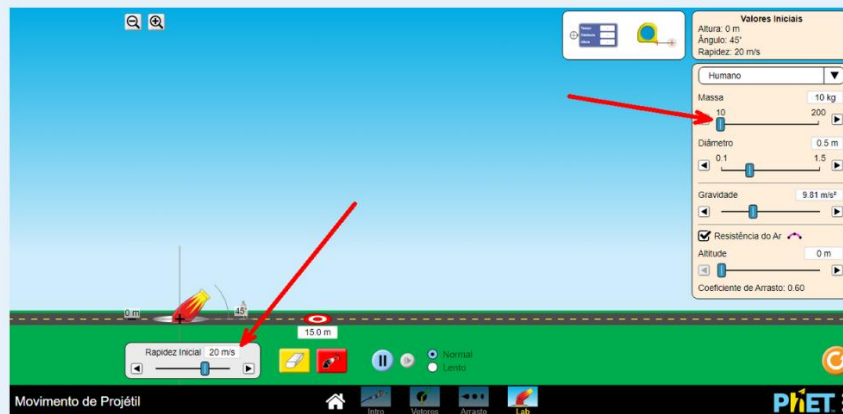 Valores Iniciais
Altura: 0 m
Ângulo: 45°
Rapidez: 20 m/s
Humano
Massa 10 kg
10 200
Diâmetro 0.5 m
0.1 1.5
Gravidade 9.81 m/s²
Resistência do Ar
Altitude 0 m
Coeficiente de Arrasto: 0.60
0 m
45°
15.0 m
Rapidez Inicial 20 m/s
Normal
Lento
Movimento de Projétil
Intro Vetores Arrasto Lab
PhET